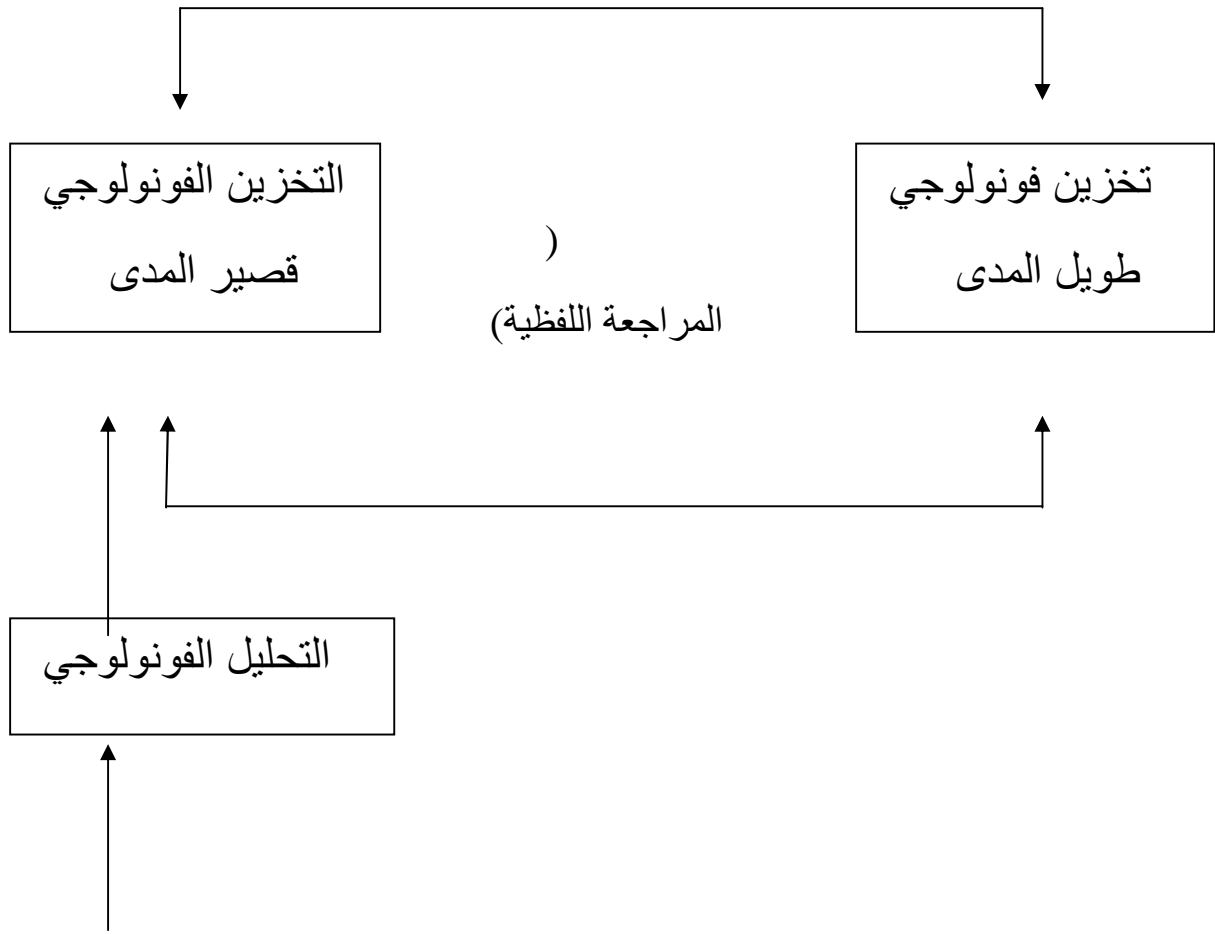 تخزين فونولوجي
طويل المدى
(
المراجعة اللفظية)
التخزين الفونولوجي
قصير المدى
التحليل الفونولوجي